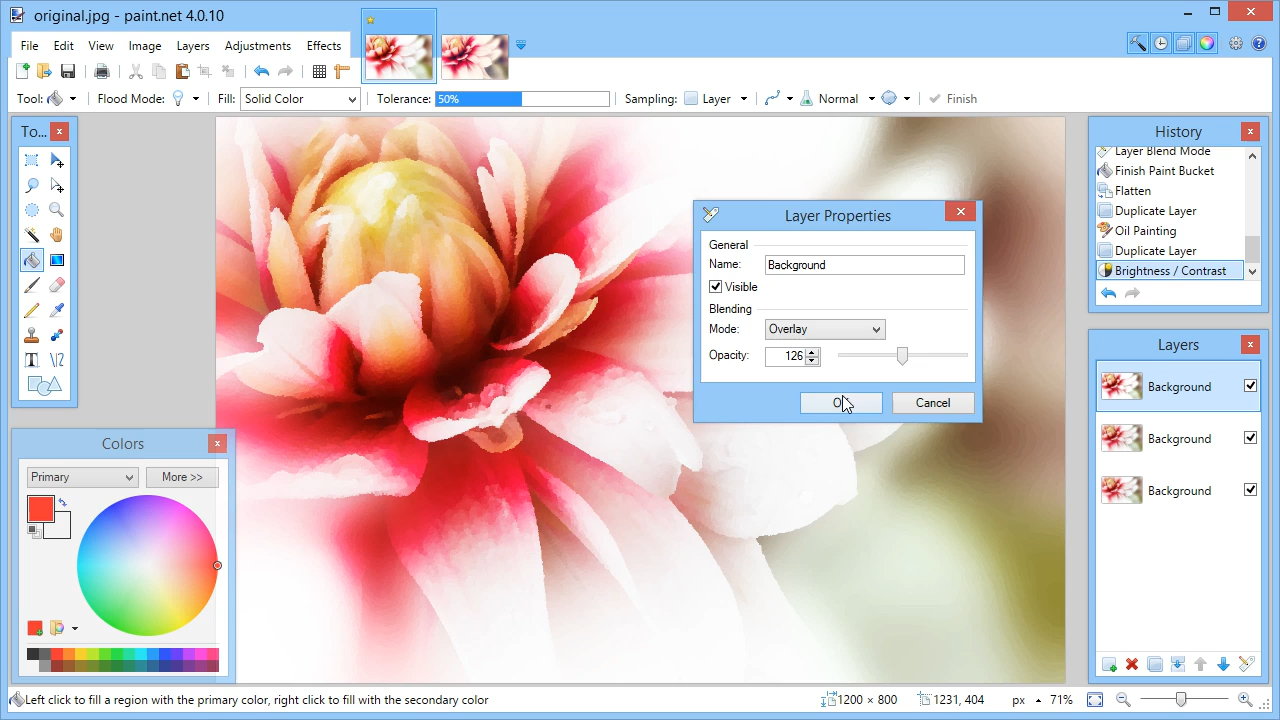 original.jpg - paint.net 4.0.10
File Edit View Image Layers Adjustments Effects
Tool: Flood Mode: Fill: Solid Color Tolerance: 50% Sampling: Layer Normal Finish
To...
History
Layer Blend Mode
Finish Paint Bucket
Flatten
Duplicate Layer
Oil Painting
Duplicate Layer
Brightness / Contrast
Layer Properties
General
Name: Background
Visible
Blending
Mode: Overlay
Opacity: 126
Cancel
Layers
Background
Background
Background
Colors
Primary More >>
Left click to fill a region with the primary color, right click to fill with the secondary color
1200 × 800 1231, 404 px 71%